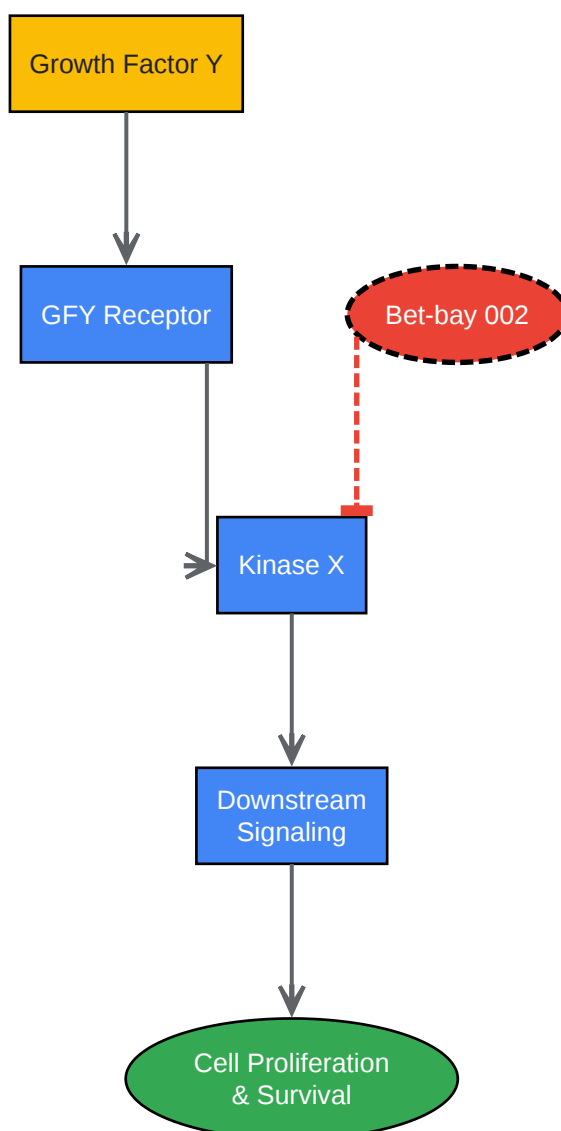 Growth Factor Y
GFY Receptor
Bet-bay 002
Kinase X
Downstream
Signaling
Cell Proliferation
& Survival